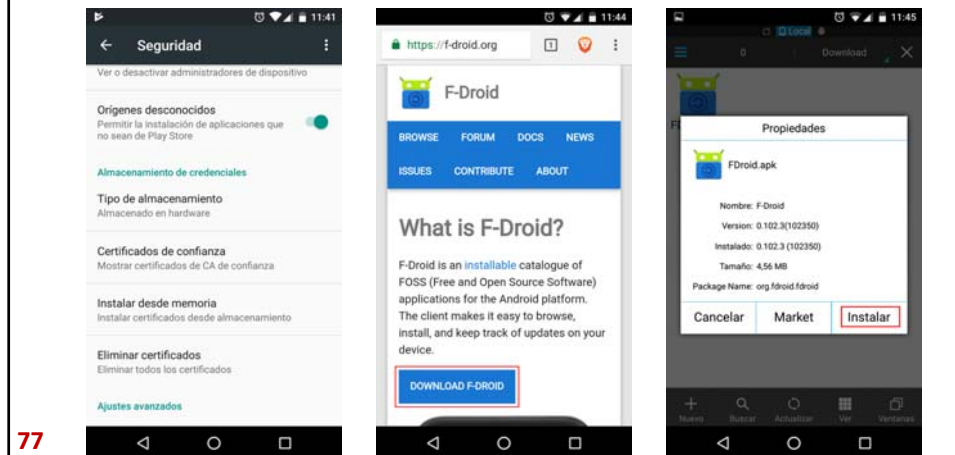 11:41
Seguridad
Ver o desactivar administradores de dispositivo
Orígenes desconocidos
Permitir la instalación de aplicaciones que
no sean de Play Store
Almacenamiento de credenciales
Tipo de almacenamiento
Almacenado en hardware
Certificados de confianza
Mostrar certificados de CA de confianza
Instalar desde memoria
Instalar certificados desde almacenamiento
Eliminar certificados
Eliminar todos los certificados
Ajustes avanzados
11:44
https://f-droid.org
1
F-Droid
BROWSE FORUM DOCS NEWS
ISSUES CONTRIBUTE ABOUT
What is F-Droid?
F-Droid is an installable catalogue of
FOSS (Free and Open Source Software)
applications for the Android platform.
The client makes it easy to browse,
install, and keep track of updates on your
device.
DOWNLOAD F-DROID
11:45
Local
0 Download
Propiedades
FDroid.apk
Nombre: F-Droid
Version: 0.102.3(102350)
Instalado: 0.102.3 (102350)
Tamaño: 4,56 MB
Package Name: org.fdroid.fdroid
Cancelar Market Instalar
Nuevo Buscar Actualizar Ver Ventanas
77